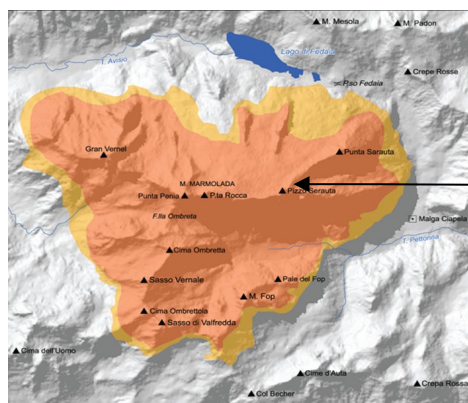 M. Mesola
M. Padon
Lago di Fedaia
T. Avisio
P.so Fedaia
Crepe Rosse
Gran Vernel
Punta Sarauta
M. MARMOLADA
Punta Penia
P.ta Rocca
Pizzo Serauta
F.lla Ombreta
Malga Ciapela
T. Pettorina
Cima Ombretta
Sasso Vernale
Pale del Fop
M. Fop
Cima Ombrettola
Sasso di Valfredda
Cima dell'Uomo
Cime d'Auta
Crepa Rossa
Col Becher